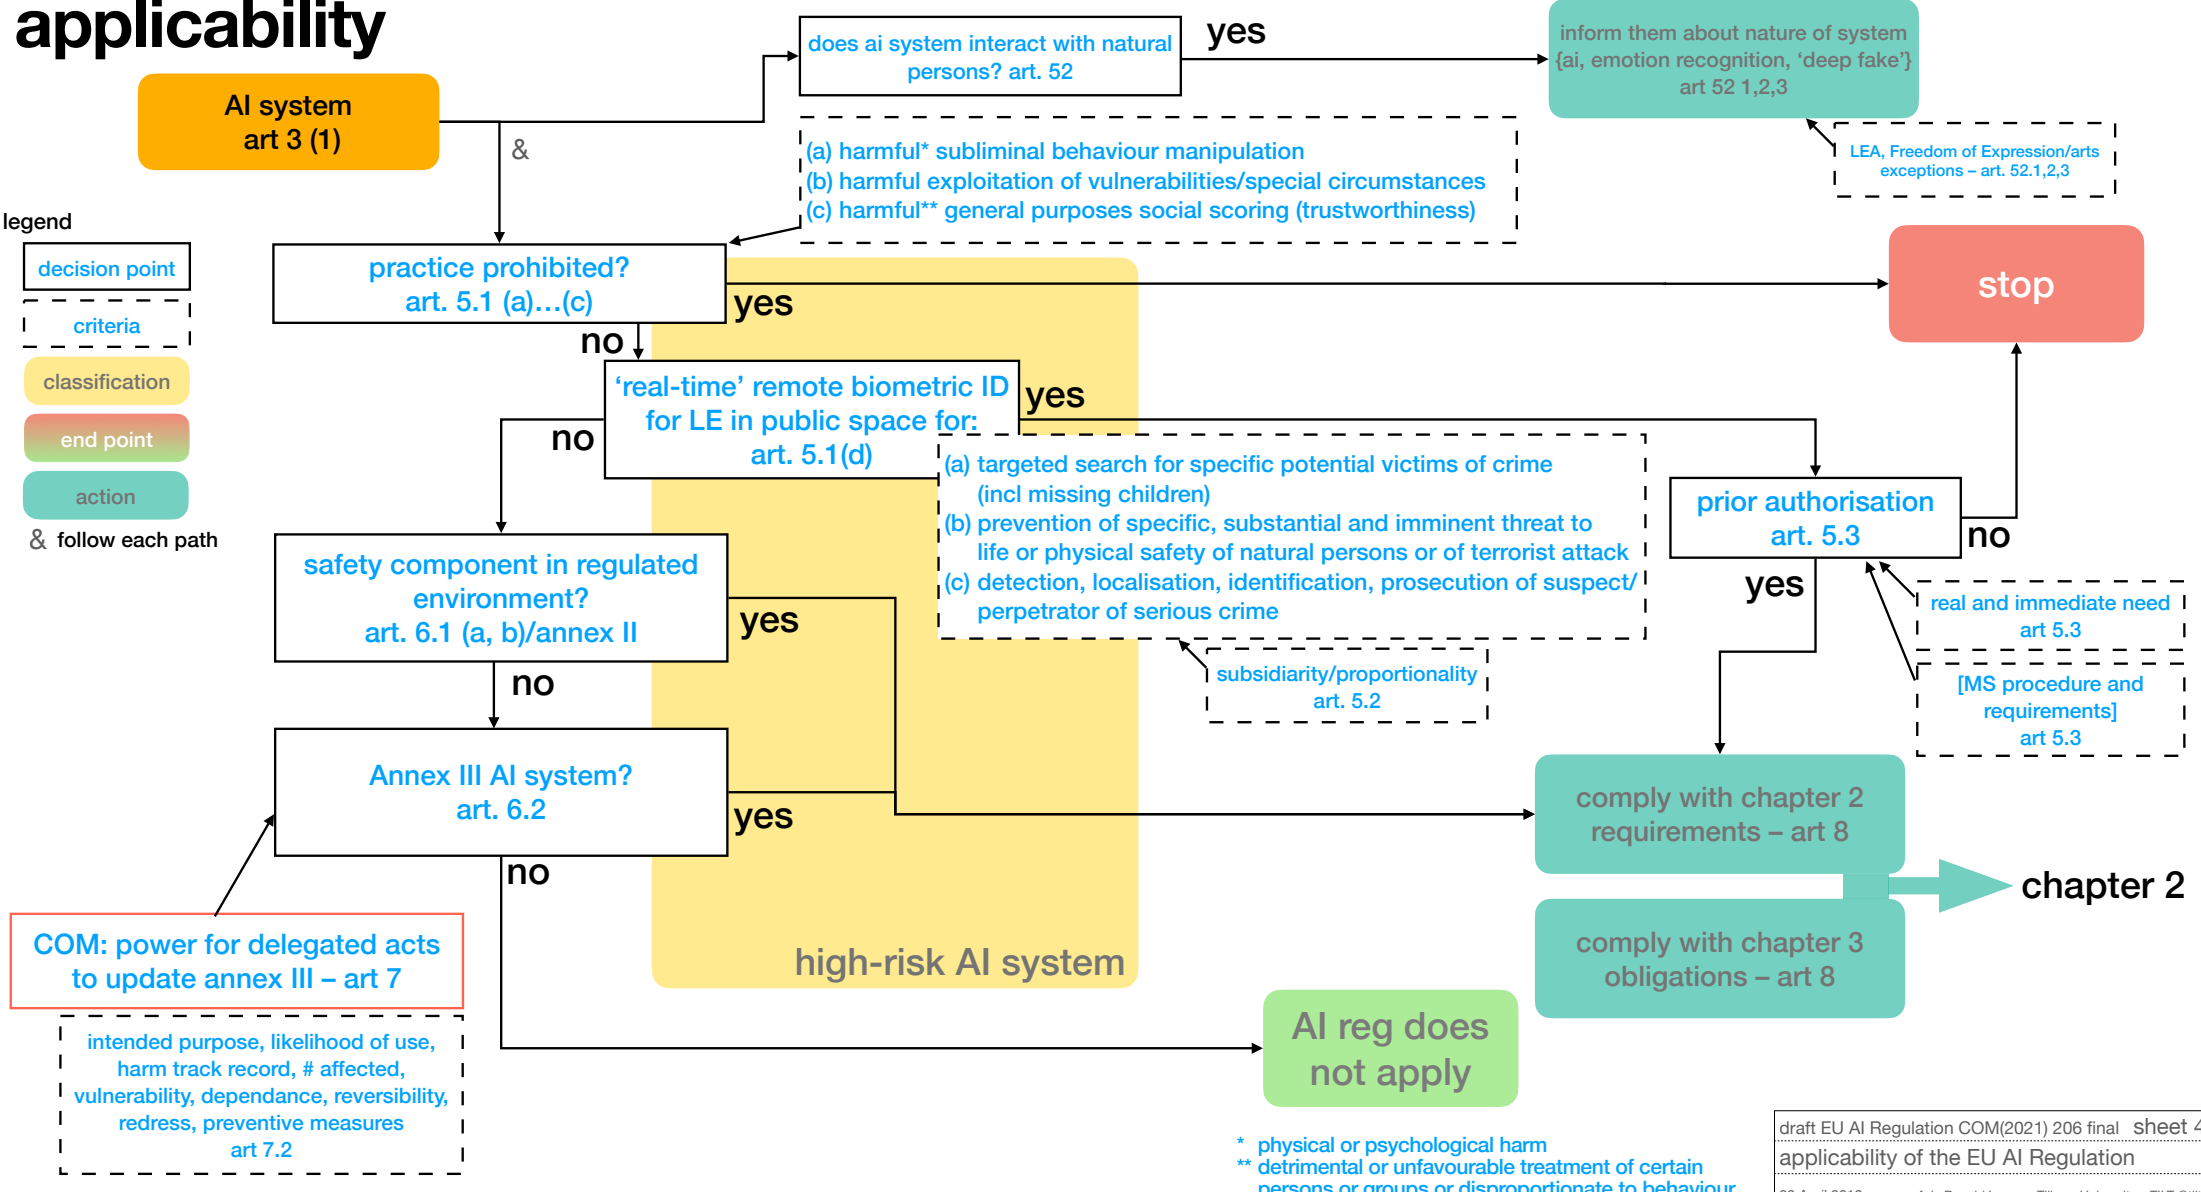 applicability
AI system
art 3 (1)
&
does ai system interact with natural
persons? art. 52
yes
inform them about nature of system
{ai, emotion recognition, ‘deep fake’}
art 52 1,2,3
LEA, Freedom of Expression/arts
exceptions – art. 52.1,2,3
(a) harmful* subliminal behaviour manipulation
(b) harmful exploitation of vulnerabilities/special circumstances
(c) harmful** general purposes social scoring (trustworthiness)
legend
decision point
criteria
classification
end point
action
& follow each path
practice prohibited?
art. 5.1 (a)…(c)
yes
no
stop
‘real-time’ remote biometric ID
for LE in public space for:
art. 5.1(d)
yes
no
(a) targeted search for specific potential victims of crime
(incl missing children)
(b) prevention of specific, substantial and imminent threat to
life or physical safety of natural persons or of terrorist attack
(c) detection, localisation, identification, prosecution of suspect/
perpetrator of serious crime
subsidiarity/proportionality
art. 5.2
prior authorisation
art. 5.3
no
yes
real and immediate need
art 5.3
[MS procedure and
requirements]
art 5.3
safety component in regulated
environment?
art. 6.1 (a, b)/annex II
yes
no
Annex III AI system?
art. 6.2
yes
no
high-risk AI system
comply with chapter 2
requirements – art 8
chapter 2
comply with chapter 3
obligations – art 8
COM: power for delegated acts
to update annex III – art 7
intended purpose, likelihood of use,
harm track record, # affected,
vulnerability, dependance, reversibility,
redress, preventive measures
art 7.2
AI reg does
not apply
* physical or psychological harm
** detrimental or unfavourable treatment of certain
persons or groups or disproportionate to behaviour
draft EU AI Regulation COM(2021) 206 final sheet 4
applicability of the EU AI Regulation